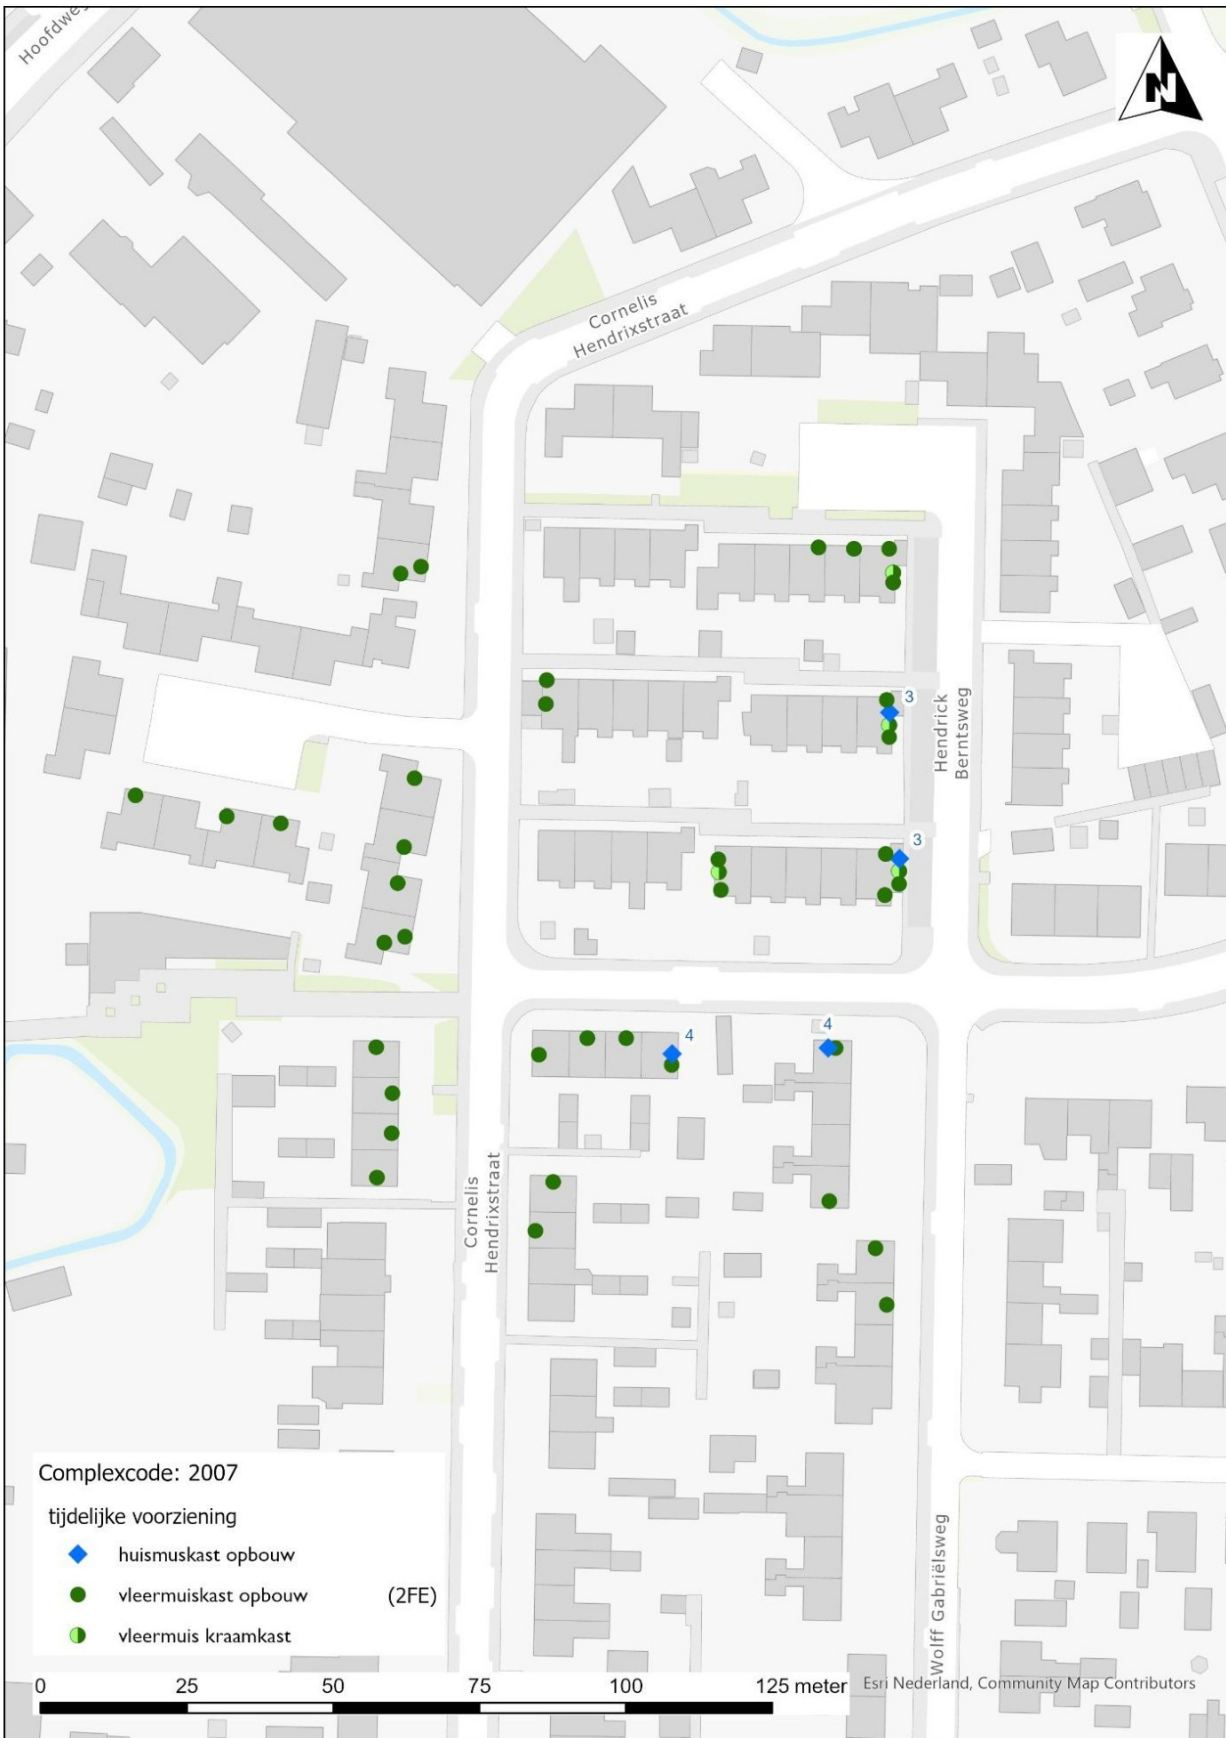 Hoofdweg
N
Cornelis
Hendrixstraat
3
Hendrick
Berntsweg
3
4
4
Cornelis
Hendrixstraat
Wolff Gabriëlsweg
Complexcode: 2007
tijdelijke voorziening
huismuskast opbouw
vleermuiskast opbouw (2FE)
vleermuis kraamkast
0 25 50 75 100 125 meter
Esri Nederland, Community Map Contributors